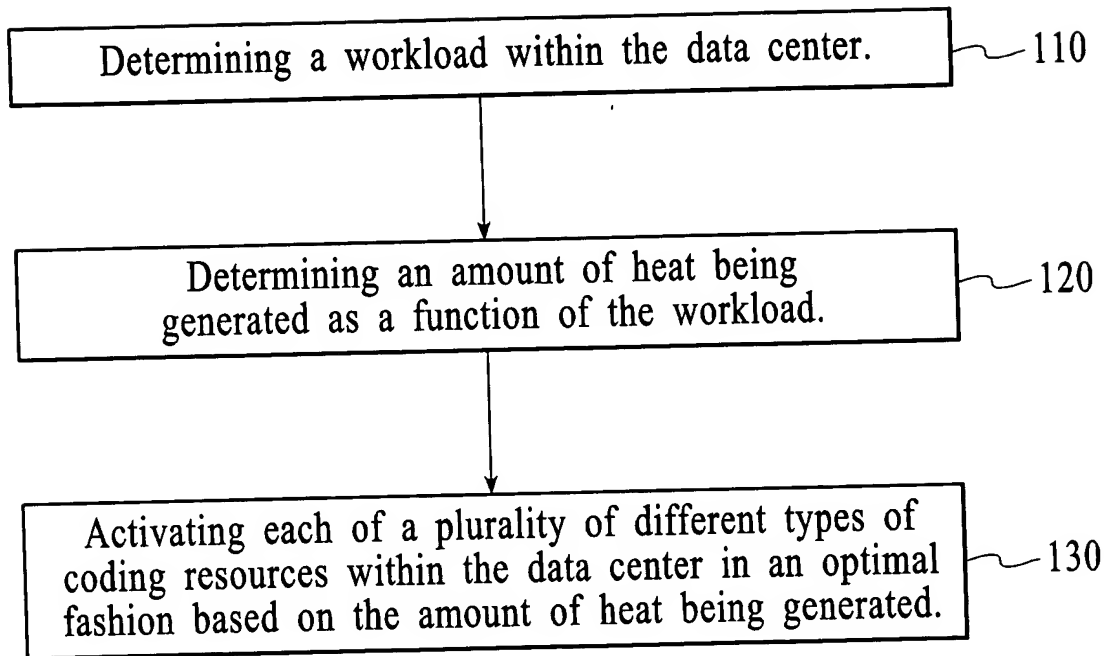 Determining a workload within the data center.
110
Determining an amount of heat being
generated as a function of the workload.
120
Activating each of a plurality of different types of
coding resources within the data center in an optimal
fashion based on the amount of heat being generated.
130